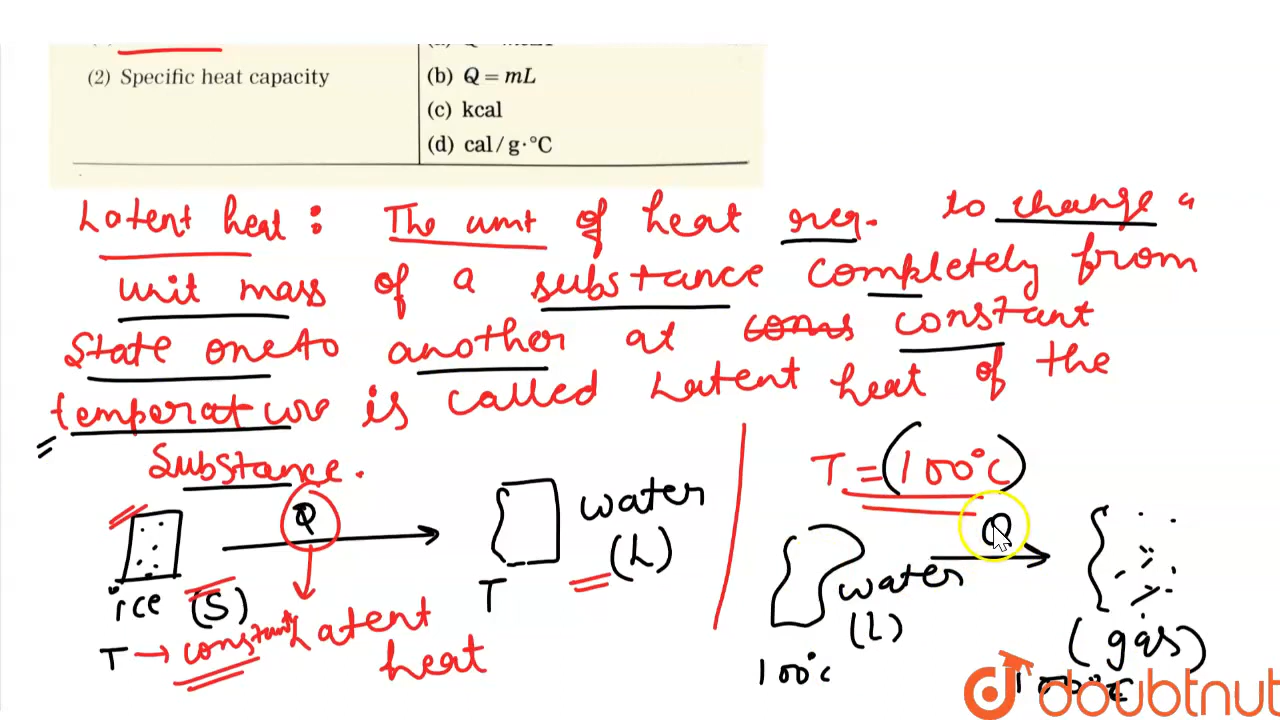 (2) Specific heat capacity
(b) Q = mL
(c) kcal
(d) cal/g·°C
Latent heat : The amt of heat req. to change
unit mass of a substance completely from
State one to another at cons constant
temperature is called Latent heat of the
Substance.
T = (100°C)
Q
water
(L)
T
ice (S)
T → constant
Latent
heat
Q
water
(L)
100°C
(gas)
doubtnut